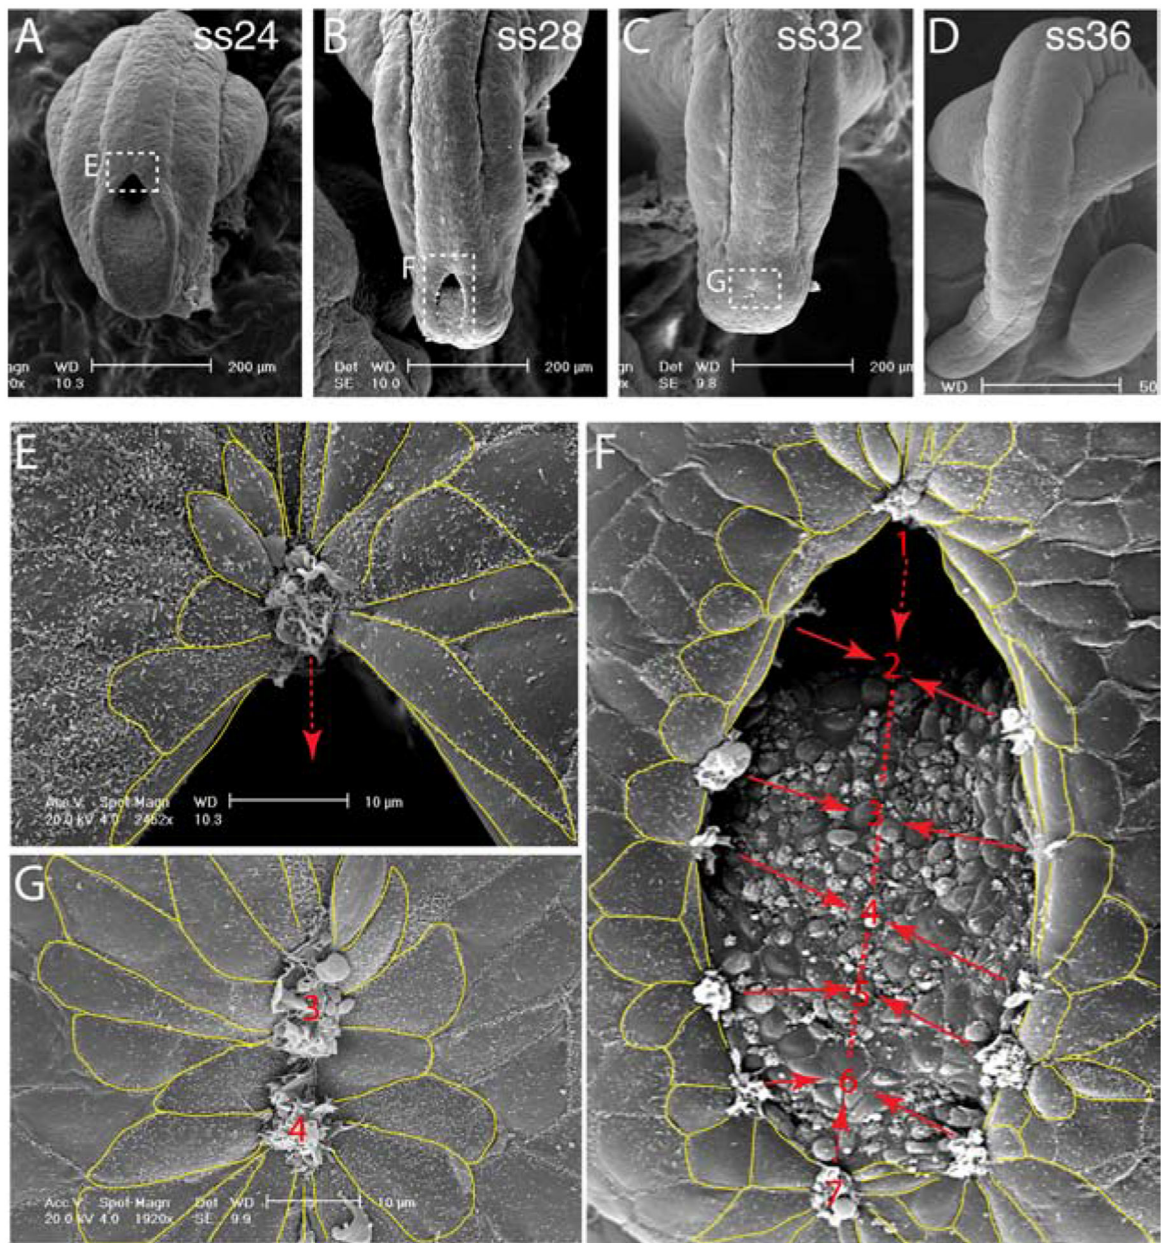 A ss24
B ss28
C ss32
D ss36
E
F
G
agn WD 200 µm
0x 10.3
Det WD 200 µm
SE 10.0
Det WD 200 µm
x SE 9.8
WD 50
E
Acc.V Spot Magn WD 10 µm
20.0 kV 4.0 2462x 10.3
F
1
2
3
4
5
6
7
G
3
4
Acc.V Spot Magn Det WD 10 µm
20.0 kV 4.0 1920x SE 9.9